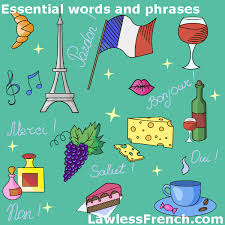 Essential words and phrases
Pardon !
Bonjour !
Merci !
Salut !
Oui !
Non !
LawlessFrench.com